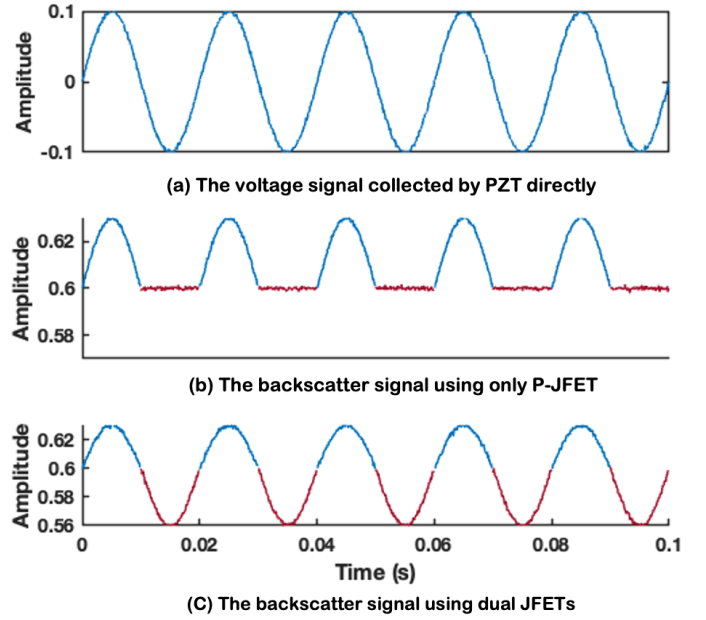 0.1
0
-0.1
Amplitude
(a) The voltage signal collected by PZT directly
0.62
0.6
0.58
Amplitude
(b) The backscatter signal using only P-JFET
0.62
0.6
0.58
0.56
Amplitude
0 0.02 0.04 0.06 0.08 0.1
Time (s)
(C) The backscatter signal using dual JFETs